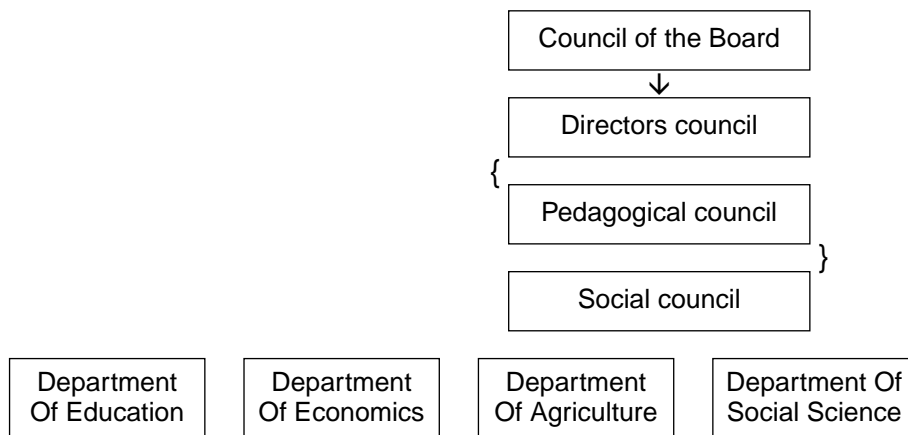 Council of the Board
Directors council
{
Pedagogical council
}
Social council
Department
Of Education
Department
Of Economics
Department
Of Agriculture
Department Of
Social Science